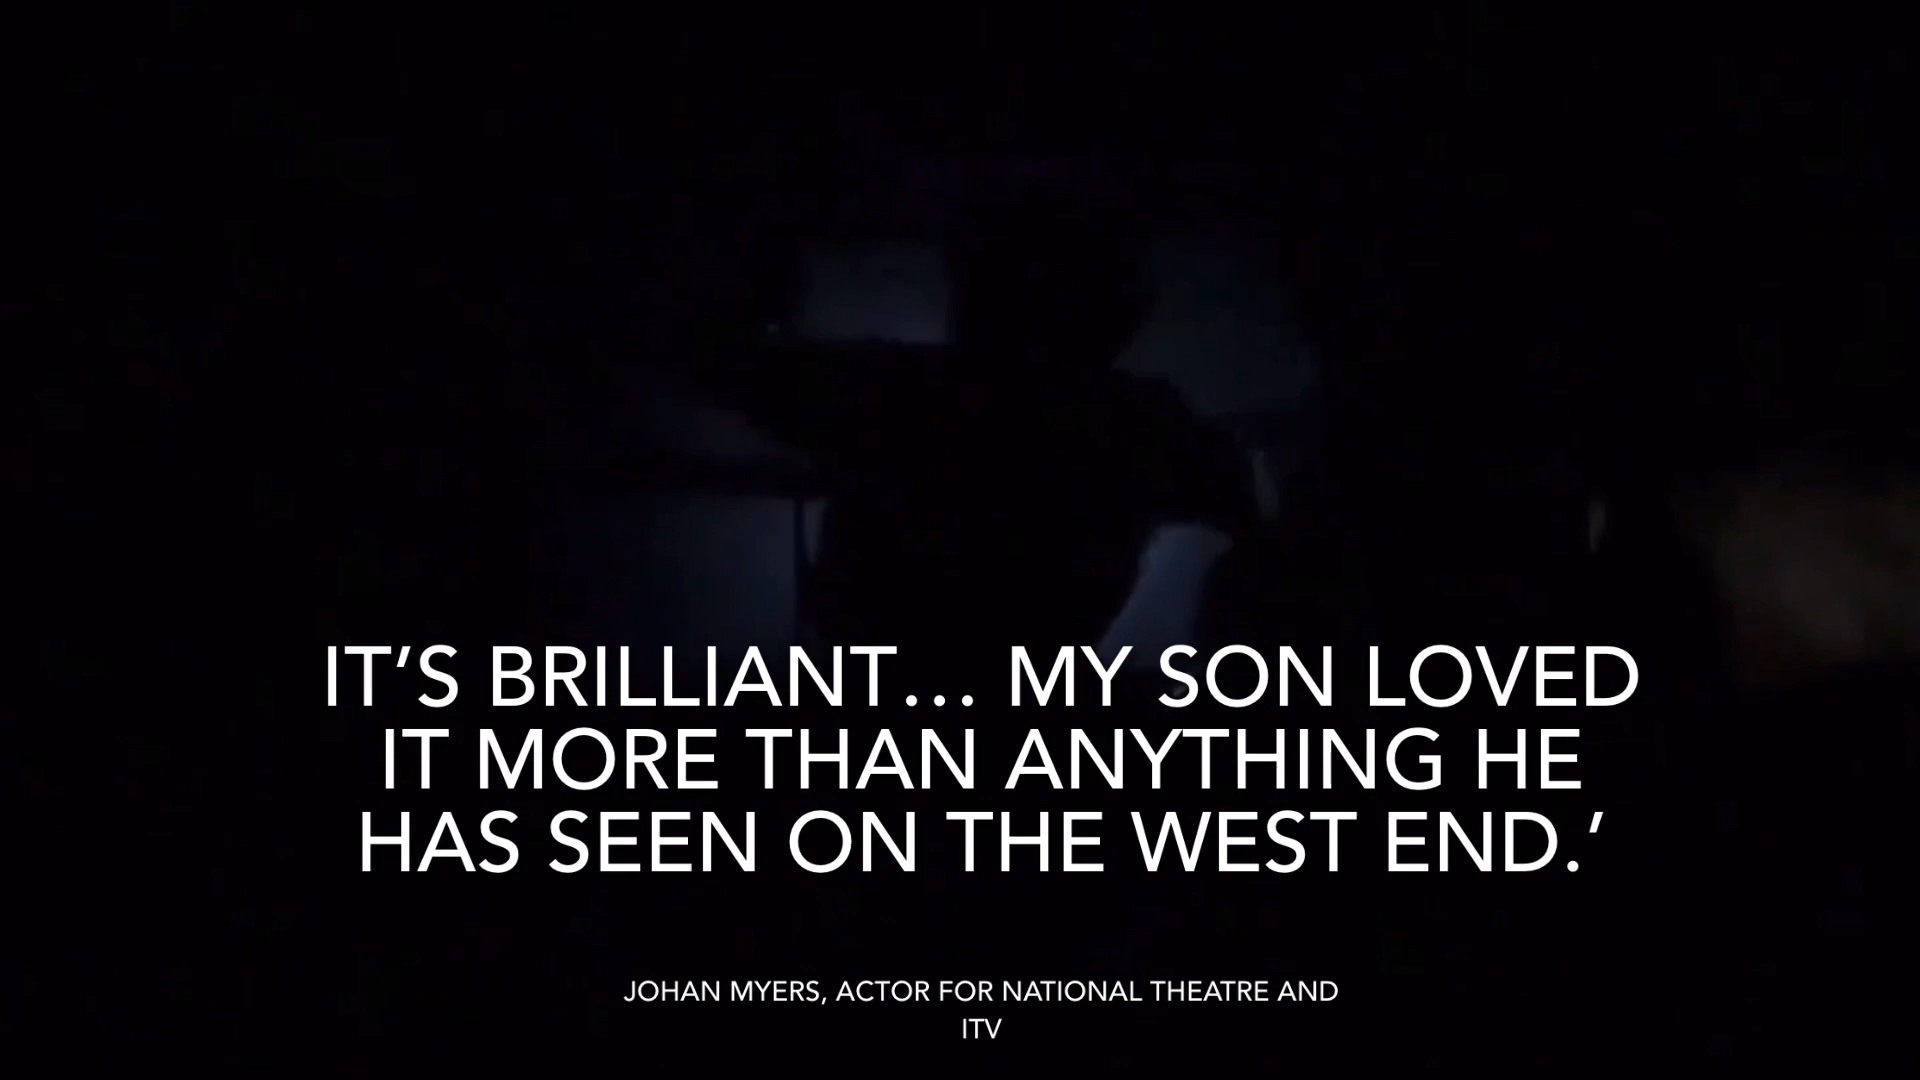 IT’S BRILLIANT… MY SON LOVED
IT MORE THAN ANYTHING HE
HAS SEEN ON THE WEST END.’
JOHAN MYERS, ACTOR FOR NATIONAL THEATRE AND
ITV